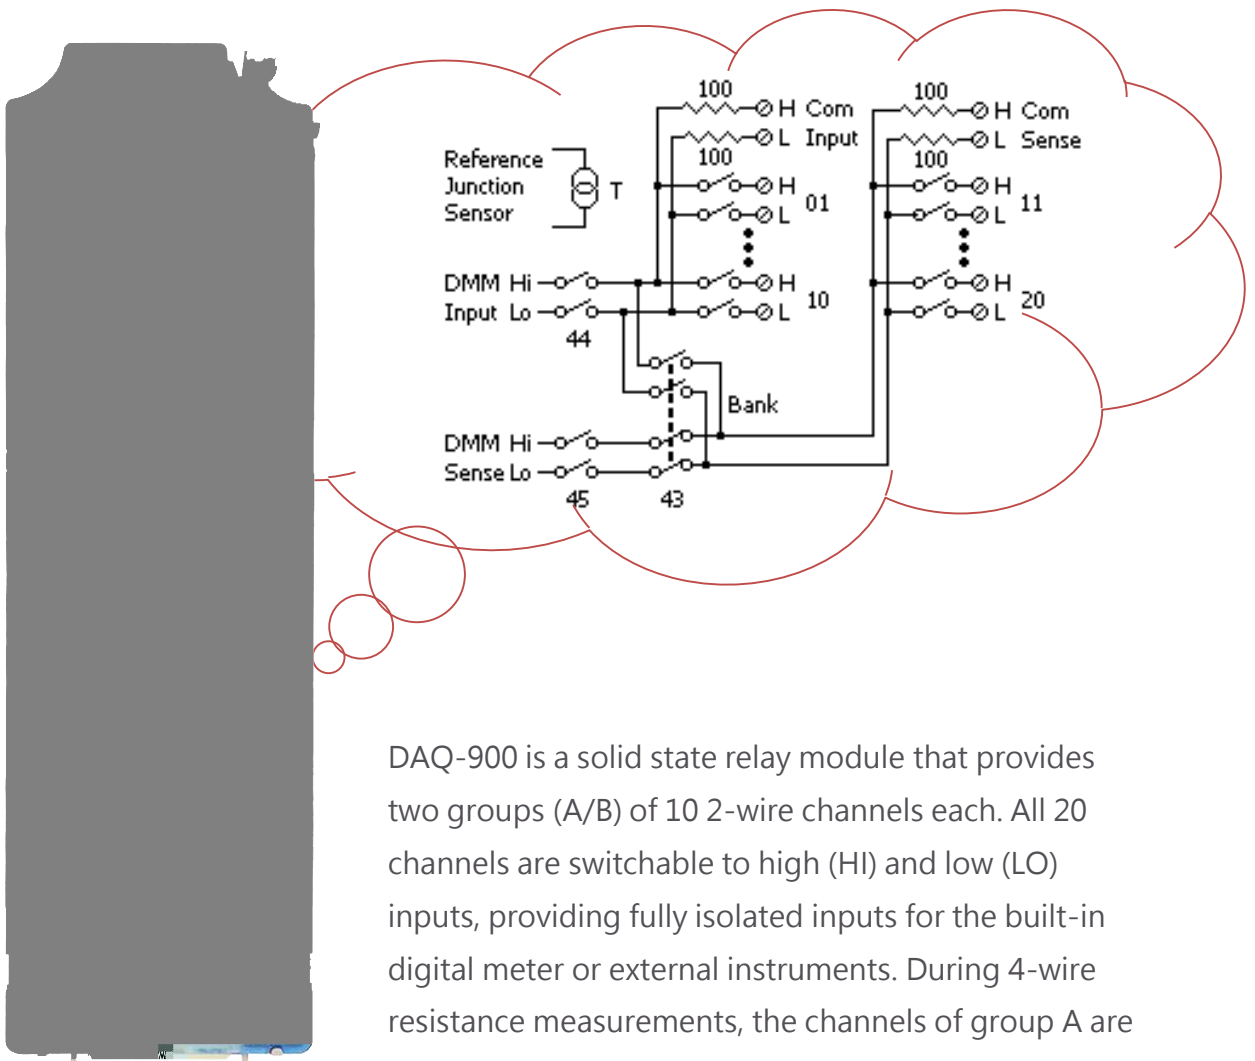 100
H Com
L Input
100
H
01
L
H
10
L
100
H Com
L Sense
100
H
11
L
H
20
L
Reference
Junction
Sensor
T
DMM Hi
Input Lo
44
Bank
DMM Hi
Sense Lo
45
43
DAQ-900 is a solid state relay module that provides
two groups (A/B) of 10 2-wire channels each. All 20
channels are switchable to high (HI) and low (LO)
inputs, providing fully isolated inputs for the built-in
digital meter or external instruments. During 4-wire
resistance measurements, the channels of group A are